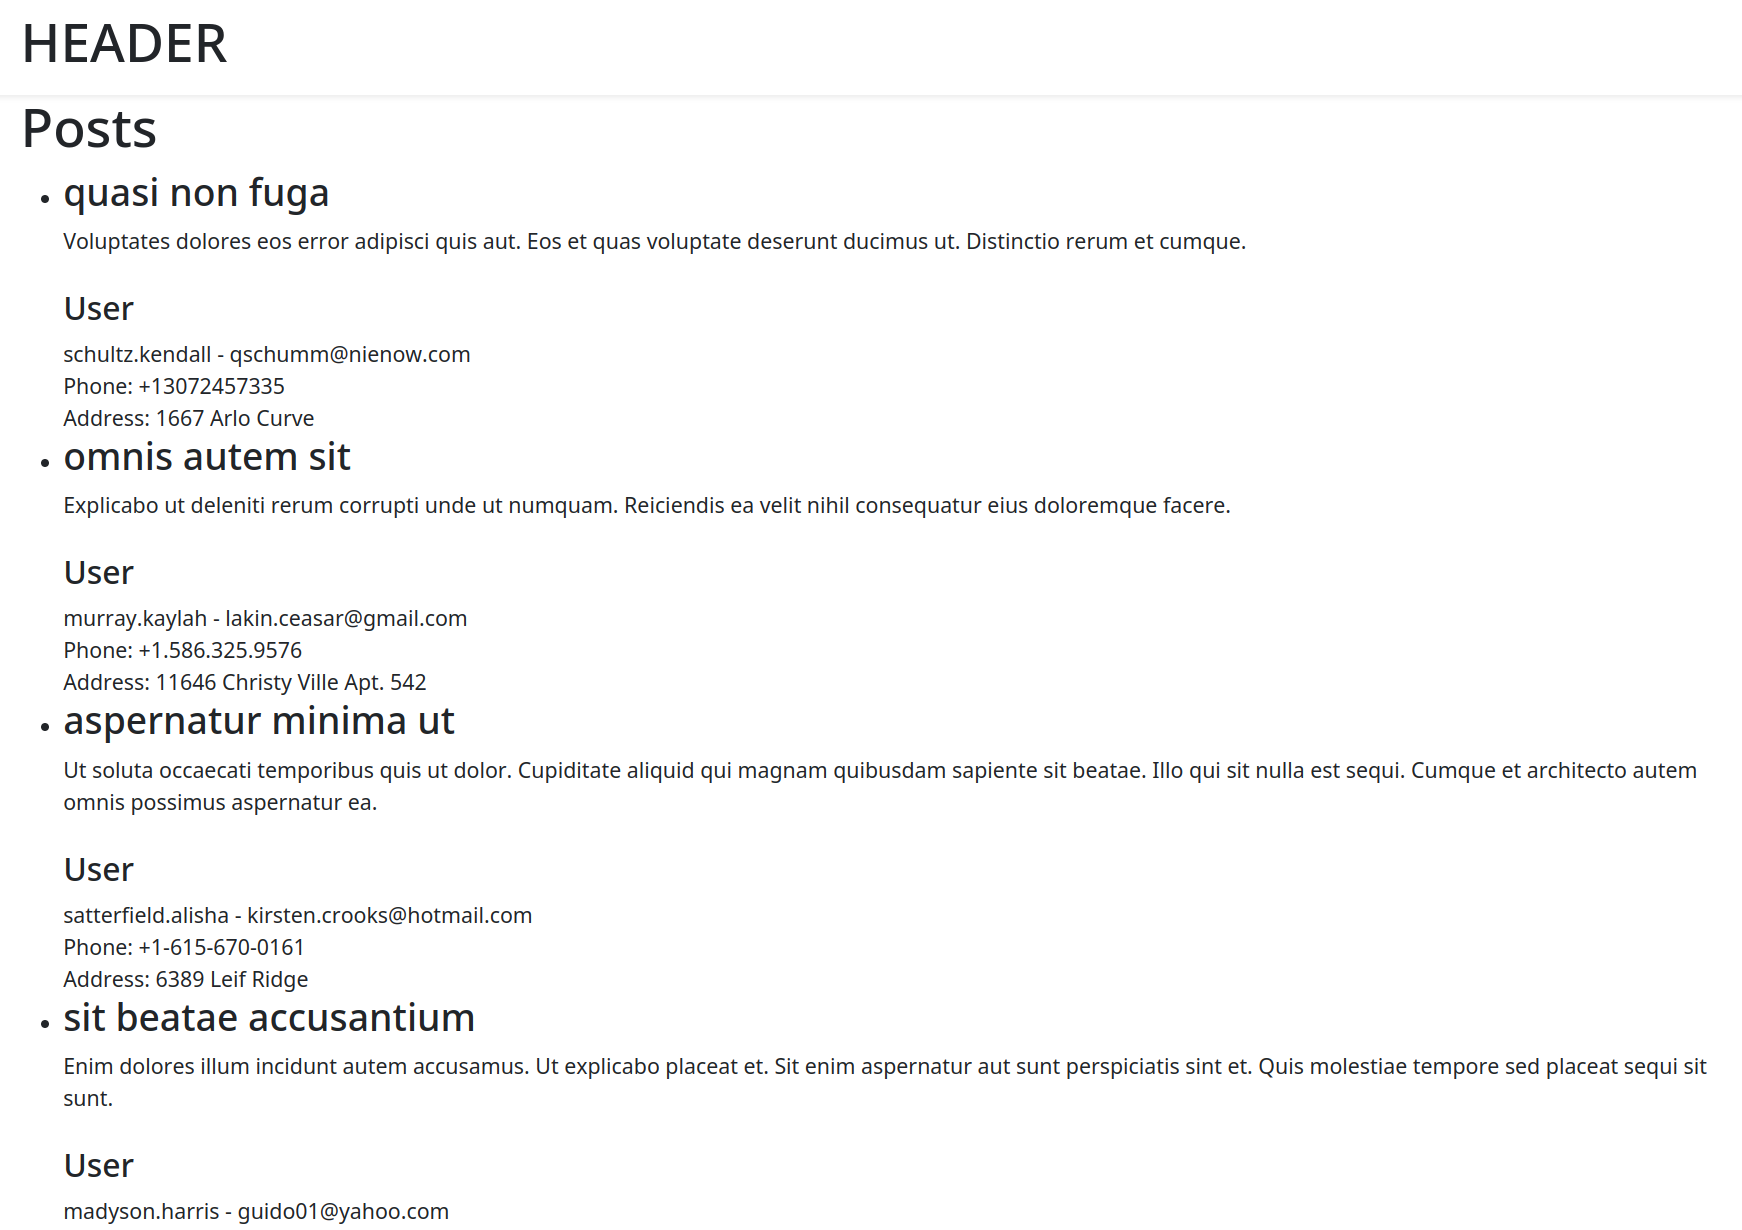 HEADER
Posts
quasi non fuga
Voluptates dolores eos error adipisci quis aut. Eos et quas voluptate deserunt ducimus ut. Distinctio rerum et cumque.
User
schultz.kendall - qschumm@nienow.com
Phone: +13072457335
Address: 1667 Arlo Curve
omnis autem sit
Explicabo ut deleniti rerum corrupti unde ut numquam. Reiciendis ea velit nihil consequatur eius doloremque facere.
User
murray.kaylah - lakin.ceasar@gmail.com
Phone: +1.586.325.9576
Address: 11646 Christy Ville Apt. 542
aspernatur minima ut
Ut soluta occaecati temporibus quis ut dolor. Cupiditate aliquid qui magnam quibusdam sapiente sit beatae. Illo qui sit nulla est sequi. Cumque et architecto autem
omnis possimus aspernatur ea.
User
satterfield.alisha - kirsten.crooks@hotmail.com
Phone: +1-615-670-0161
Address: 6389 Leif Ridge
sit beatae accusantium
Enim dolores illum incidunt autem accusamus. Ut explicabo placeat et. Sit enim aspernatur aut sunt perspiciatis sint et. Quis molestiae tempore sed placeat sequi sit
sunt.
User
madyson.harris - guido01@yahoo.com